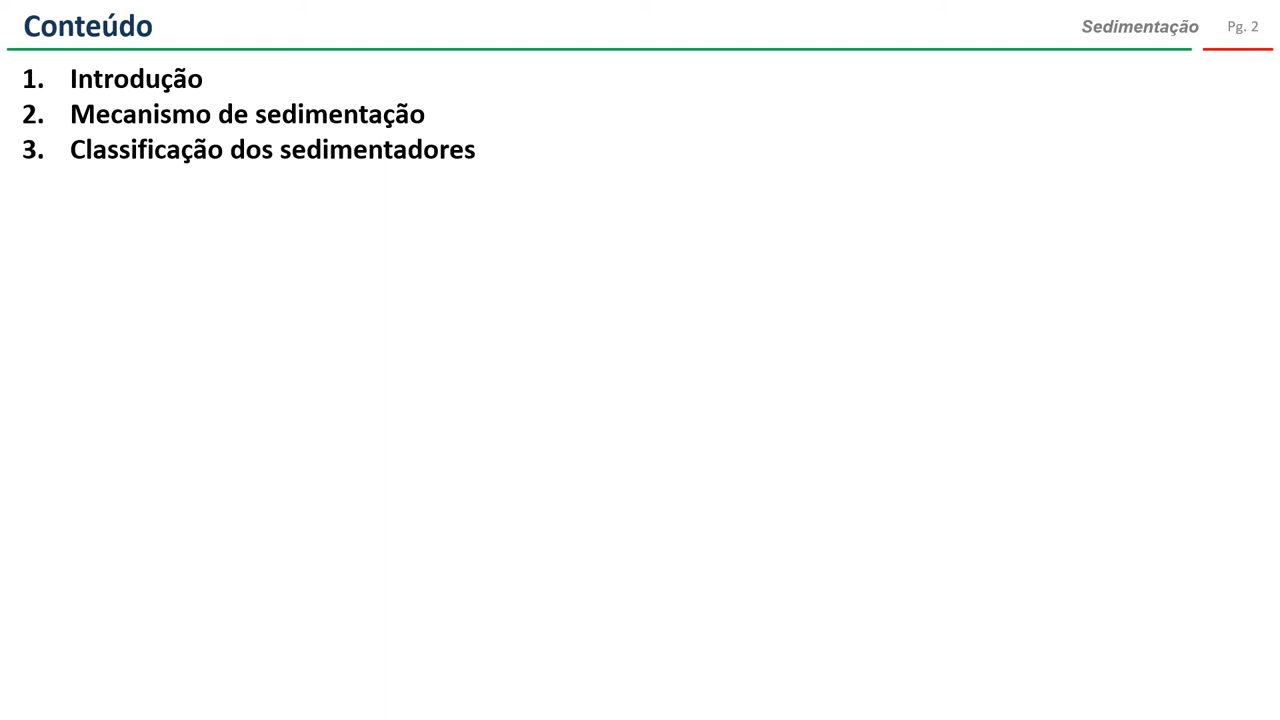 Conteúdo
Sedimentação
Pg. 2
1. Introdução
2. Mecanismo de sedimentação
3. Classificação dos sedimentadores